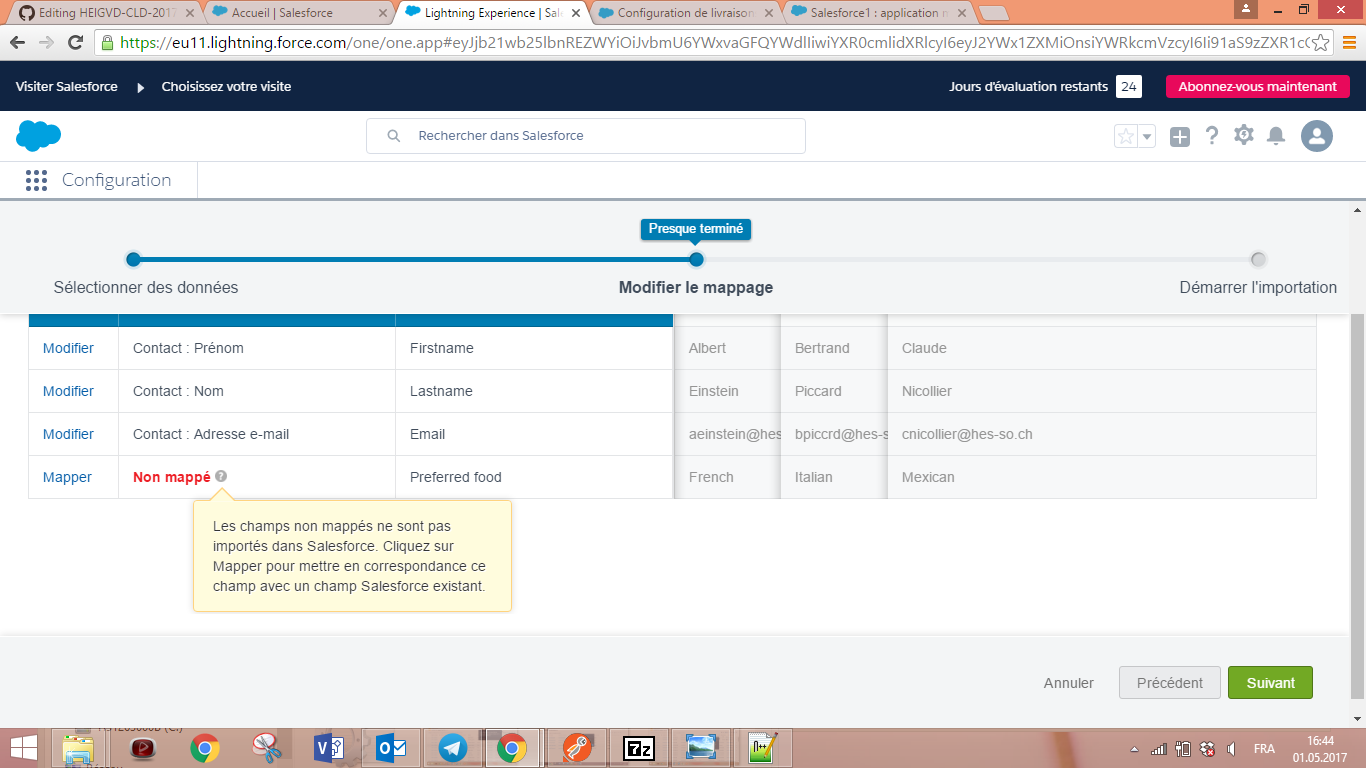 Editing HEIGVD-CLD-2017
Accueil | Salesforce
Lightning Experience | Sale
Configuration de livraison
Salesforce1 : application m
https://eu11.lightning.force.com/one/one.app#
Visiter Salesforce
Choisissez votre visite
Jours d'évaluation restants 24
Abonnez-vous maintenant
Rechercher dans Salesforce
Configuration
Presque terminé
Sélectionner des données
Modifier le mappage
Démarrer l'importation
Modifier Contact : Prénom Firstname Albert Bertrand Claude
Modifier Contact : Nom Lastname Einstein Piccard Nicollier
Modifier Contact : Adresse e-mail Email aeinstein@hes bpiccrd@hes-s cnicollier@hes-so.ch
Mapper Non mappé ? Preferred food French Italian Mexican
Les champs non mappés ne sont pas
importés dans Salesforce. Cliquez sur
Mapper pour mettre en correspondance ce
champ avec un champ Salesforce existant.
Annuler Précédent Suivant
FRA
16:44
01.05.2017